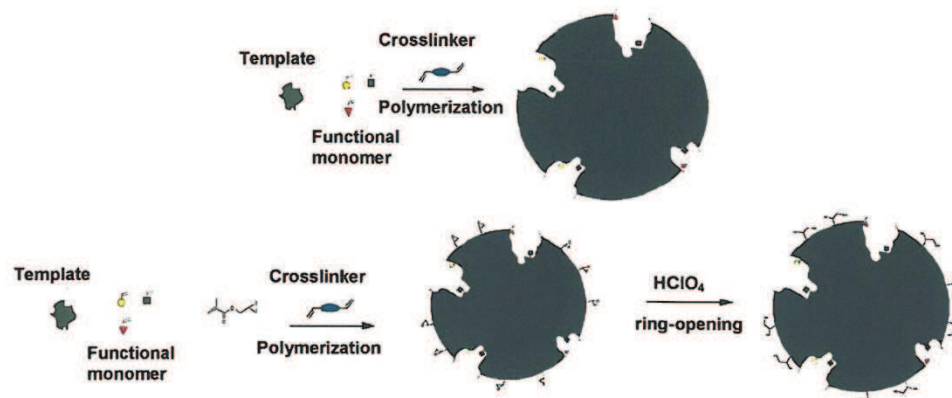 Template
Crosslinker
Polymerization
Functional
monomer
Template
Crosslinker
Polymerization
Functional
monomer
HClO₄
ring-opening